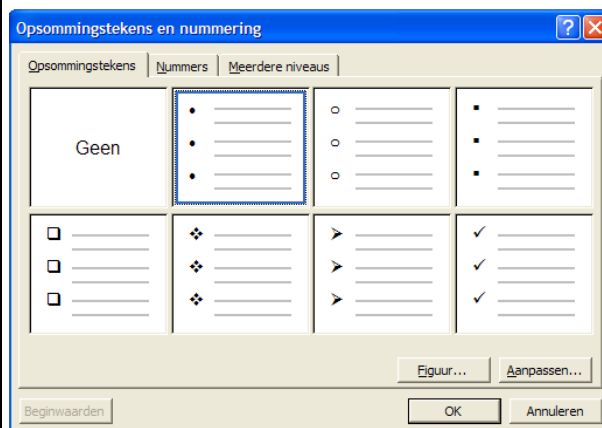 Opsommingstekens en nummering
Opsommingstekens Nummers Meerdere niveaus
Geen
Figuur... Aanpassen...
Beginwaarden OK Annuleren